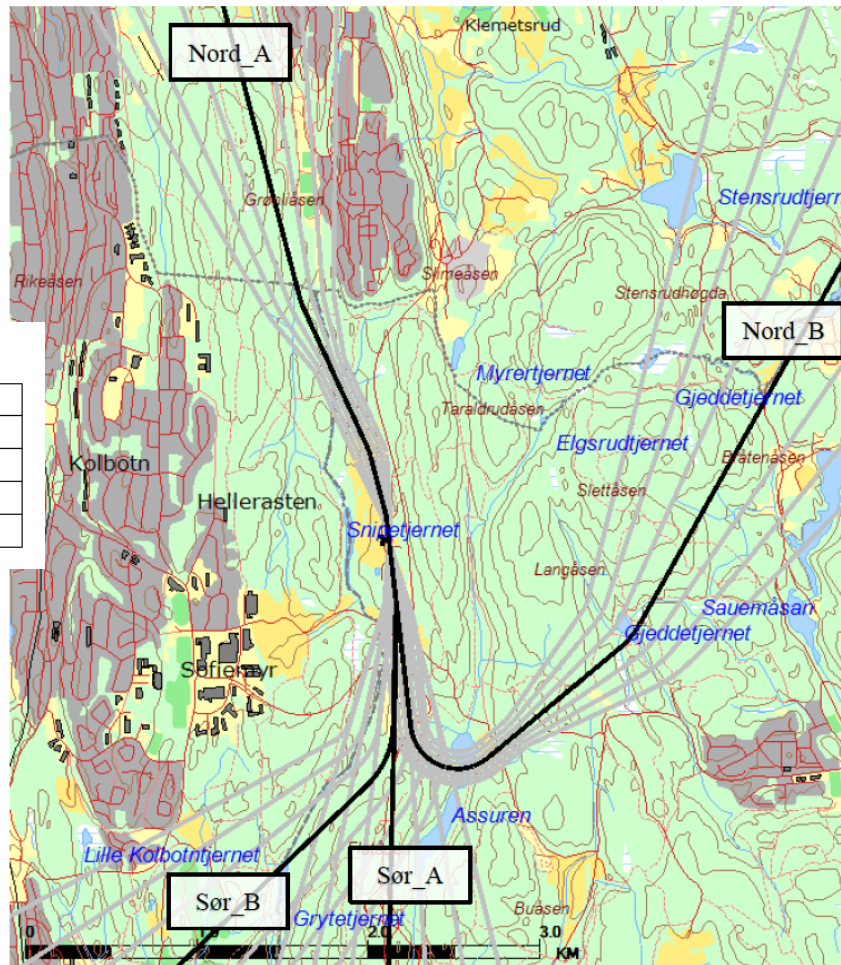 Klemetsrud
Nord_A
Stensrudtjern
Grønliåsen
Slimeåsen
Rikeåsen
Stensrudhøgda
Nord_B
Myrertjernet
Gjeddetjernet
Taraldrudåsen
Elgsrudtjernet
Bråtenåsen
Kolbotn
Slettåsen
Hellerasten
Snipetjernet
Langåsen
Sauemåsan
Gjeddetjernet
Sofiemyr
Assuren
Lille Kolbotntjernet
Sør_A
Sør_B
Grytetjernet
Buåsen
0
2.0
3.0
KM